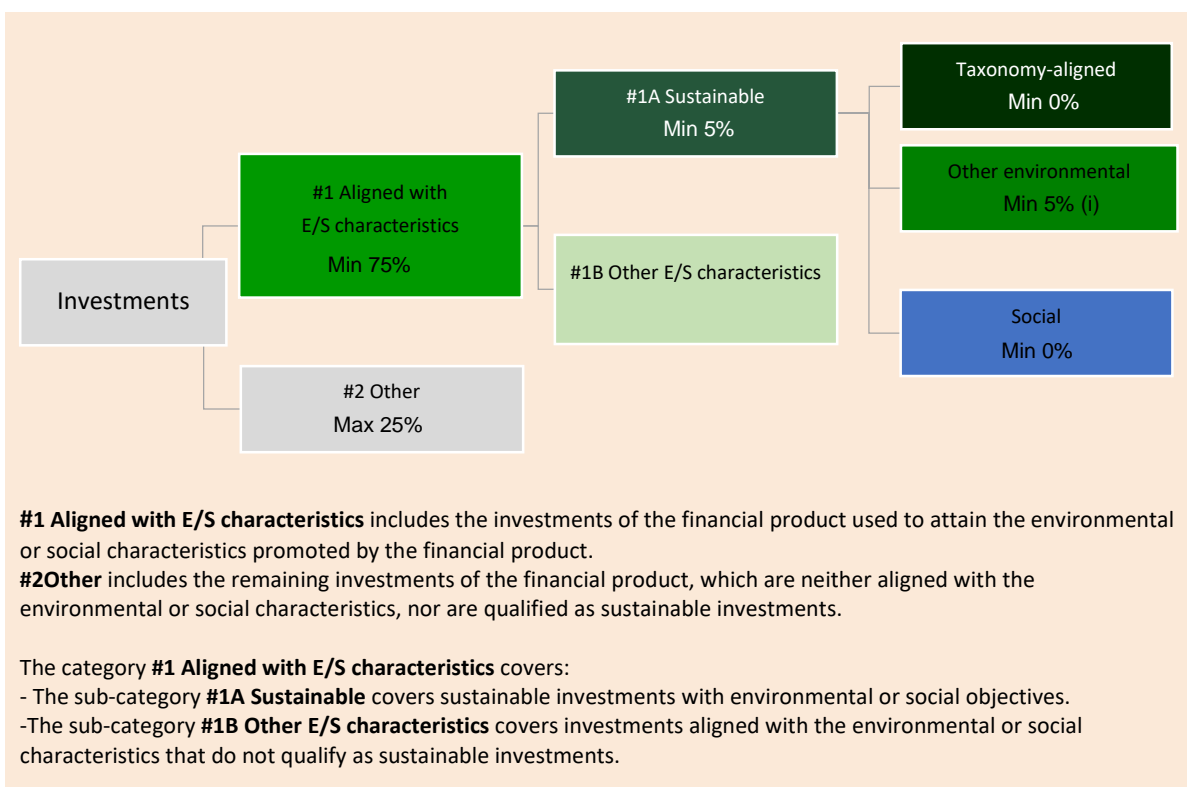 Investments
#1 Aligned with
E/S characteristics
Min 75%
#2 Other
Max 25%
#1A Sustainable
Min 5%
#1B Other E/S characteristics
Taxonomy-aligned
Min 0%
Other environmental
Min 5% (i)
Social
Min 0%
#1 Aligned with E/S characteristics includes the investments of the financial product used to attain the environmental
or social characteristics promoted by the financial product.
#2Other includes the remaining investments of the financial product, which are neither aligned with the
environmental or social characteristics, nor are qualified as sustainable investments.
The category #1 Aligned with E/S characteristics covers:
- The sub-category #1A Sustainable covers sustainable investments with environmental or social objectives.
-The sub-category #1B Other E/S characteristics covers investments aligned with the environmental or social
characteristics that do not qualify as sustainable investments.